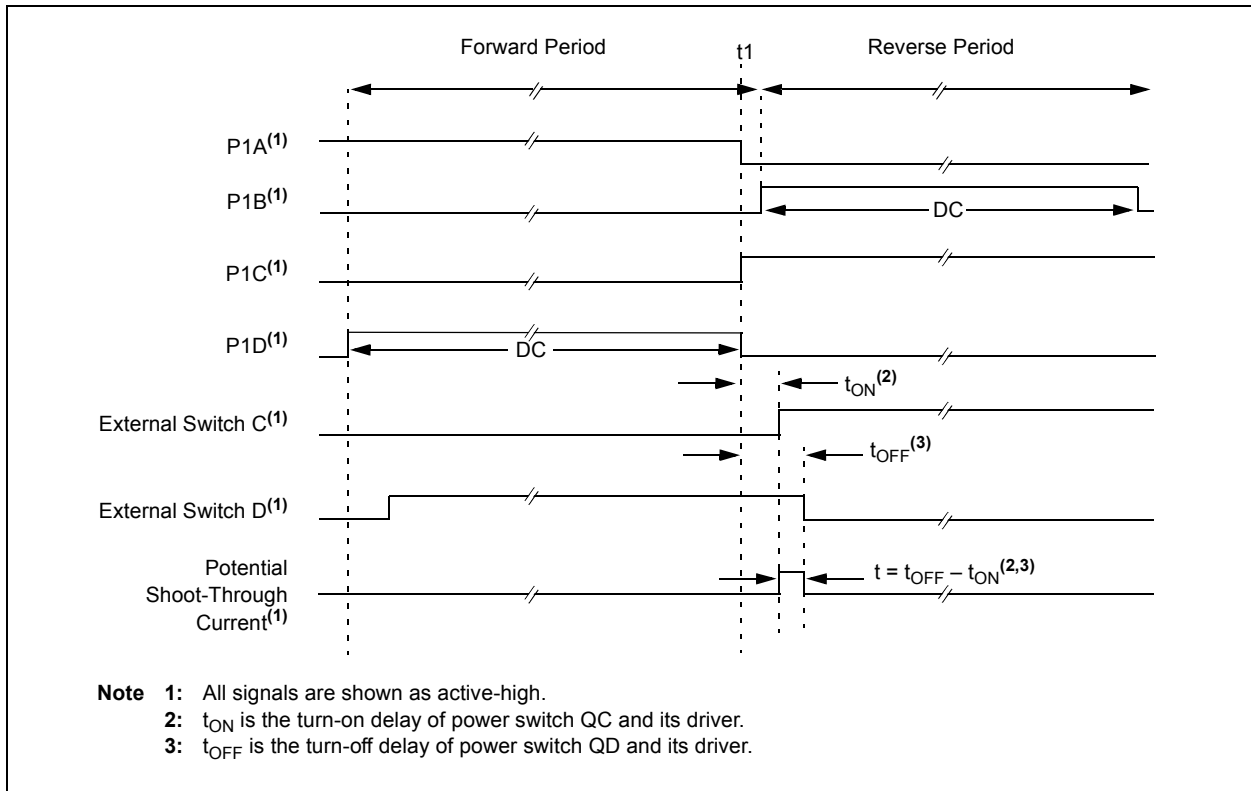 Forward Period
t1
Reverse Period
P1A(1)
P1B(1)
DC
P1C(1)
P1D(1)
DC
tON(2)
External Switch C(1)
tOFF(3)
External Switch D(1)
Potential
Shoot-Through
Current(1)
t = tOFF – tON(2,3)
Note 1: All signals are shown as active-high.
2: tON is the turn-on delay of power switch QC and its driver.
3: tOFF is the turn-off delay of power switch QD and its driver.